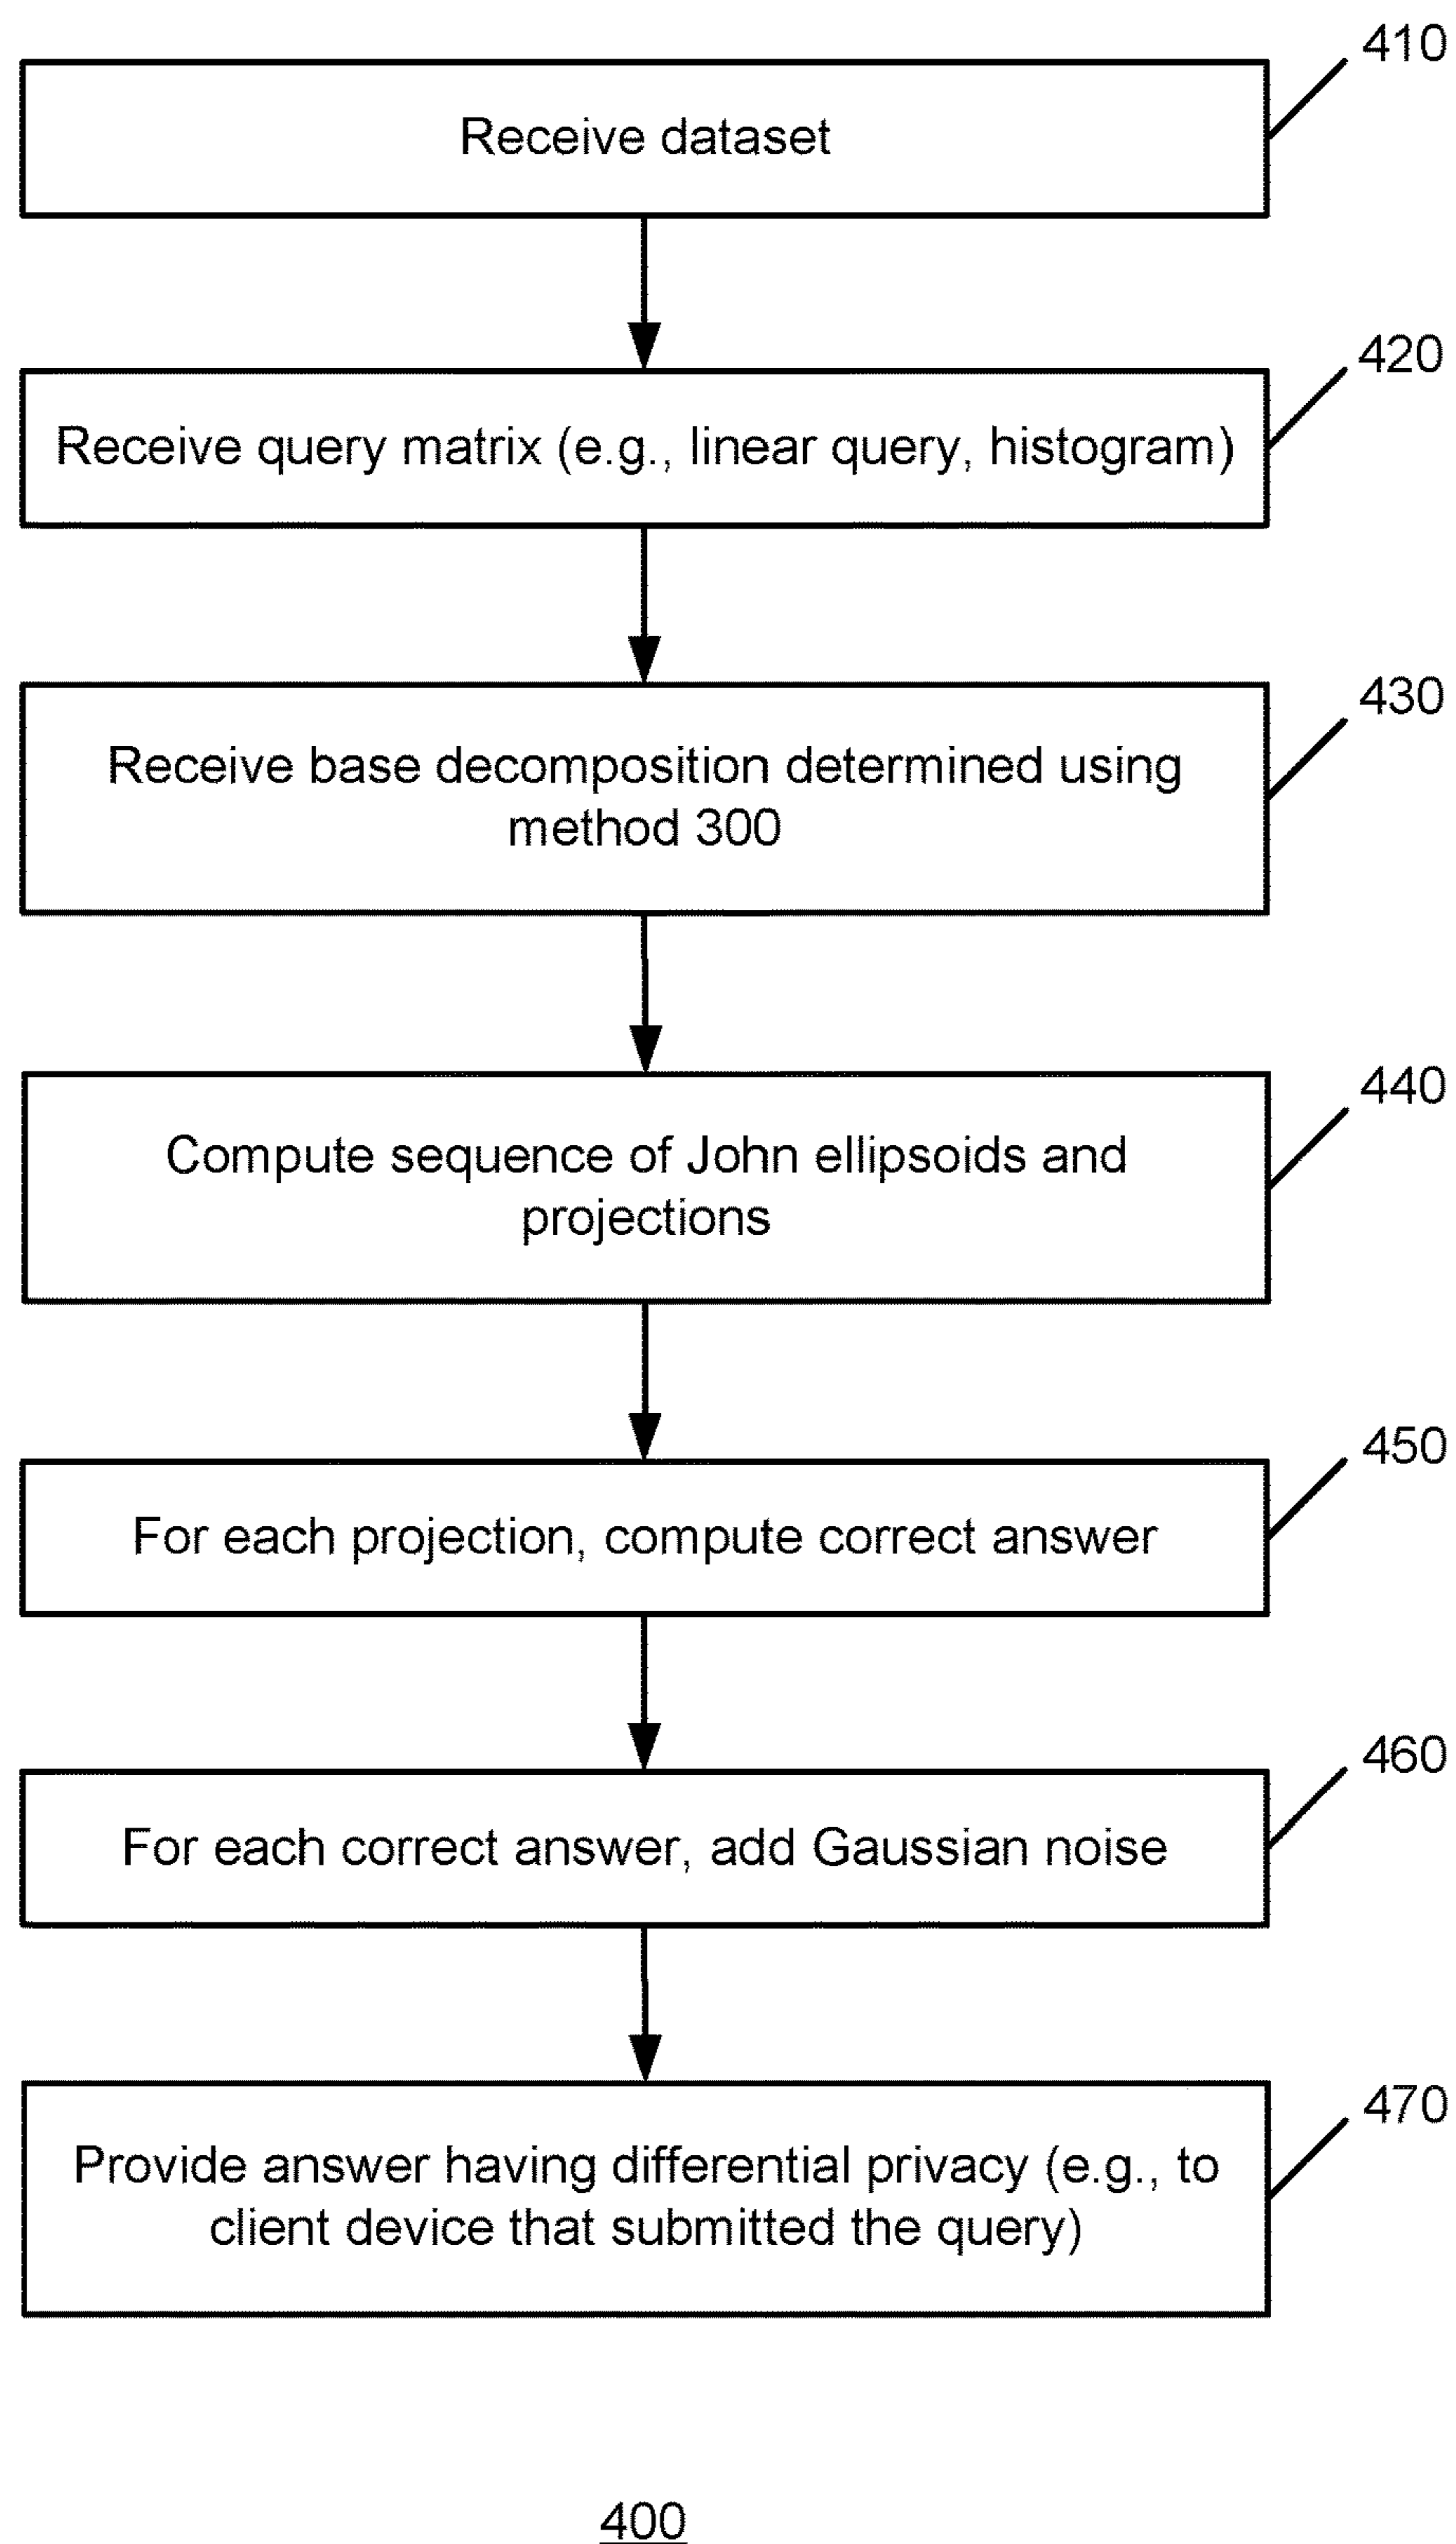 410
Receive dataset
420
Receive query matrix (e.g., linear query, histogram)
430
Receive base decomposition determined using
method 300
440
Compute sequence of John ellipsoids and
projections
450
For each projection, compute correct answer
460
For each correct answer, add Gaussian noise
470
Provide answer having differential privacy (e.g., to
client device that submitted the query)
400